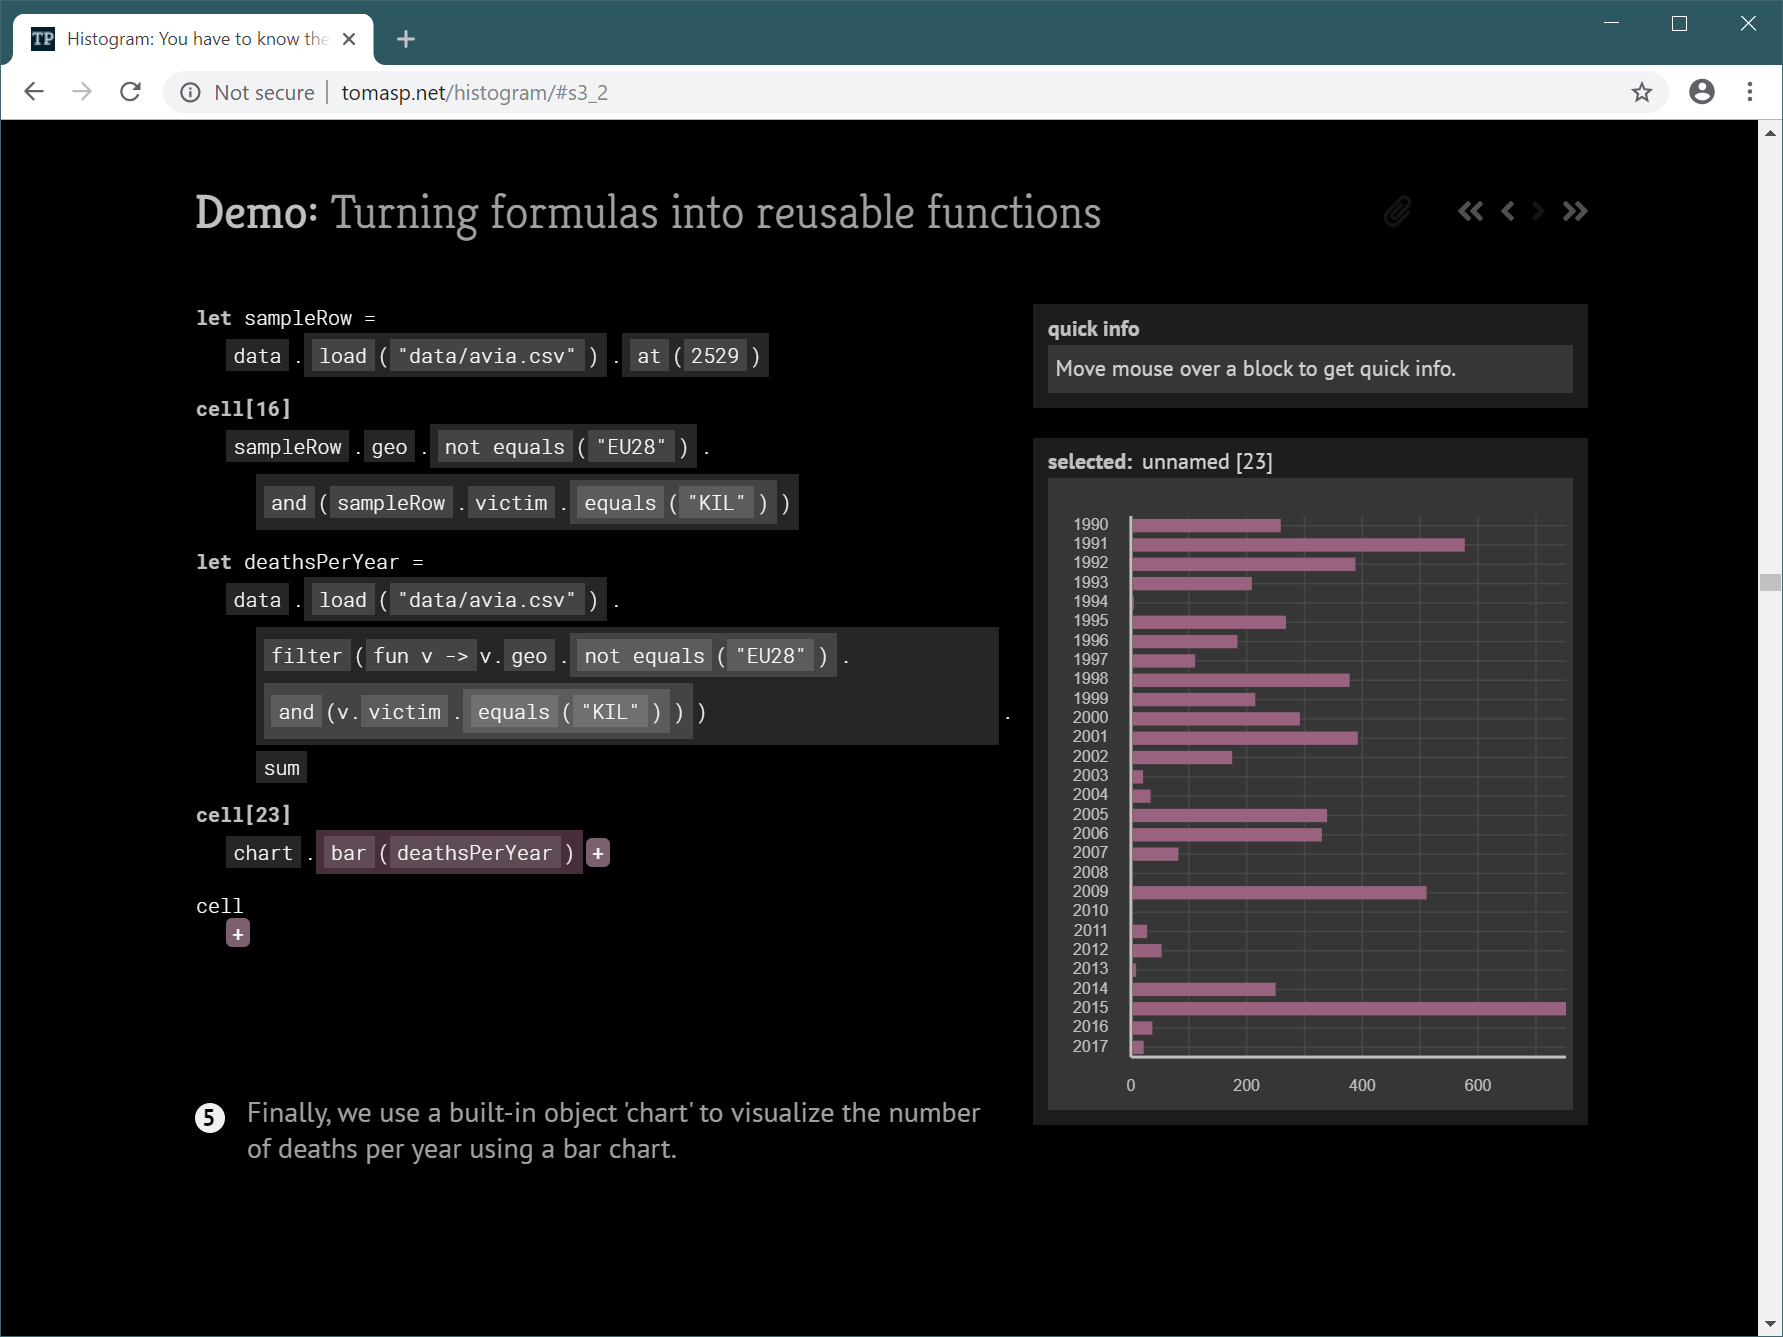 TP Histogram: You have to know the
Not secure | tomasp.net/histogram/#s3_2
Demo: Turning formulas into reusable functions
let sampleRow =
data . load ( "data/avia.csv" ) . at ( 2529 )
cell[16]
sampleRow . geo . not equals ( "EU28" ) .
and ( sampleRow . victim . equals ( "KIL" ) )
let deathsPerYear =
data . load ( "data/avia.csv" ) .
filter ( fun v -> v. geo . not equals ( "EU28" ) .
and (v. victim . equals ( "KIL" ) ) ) .
sum
cell[23]
chart . bar ( deathsPerYear ) +
cell
+
5 Finally, we use a built-in object 'chart' to visualize the number
of deaths per year using a bar chart.
quick info
Move mouse over a block to get quick info.
selected: unnamed [23]
1990
1991
1992
1993
1994
1995
1996
1997
1998
1999
2000
2001
2002
2003
2004
2005
2006
2007
2008
2009
2010
2011
2012
2013
2014
2015
2016
2017
0 200 400 600